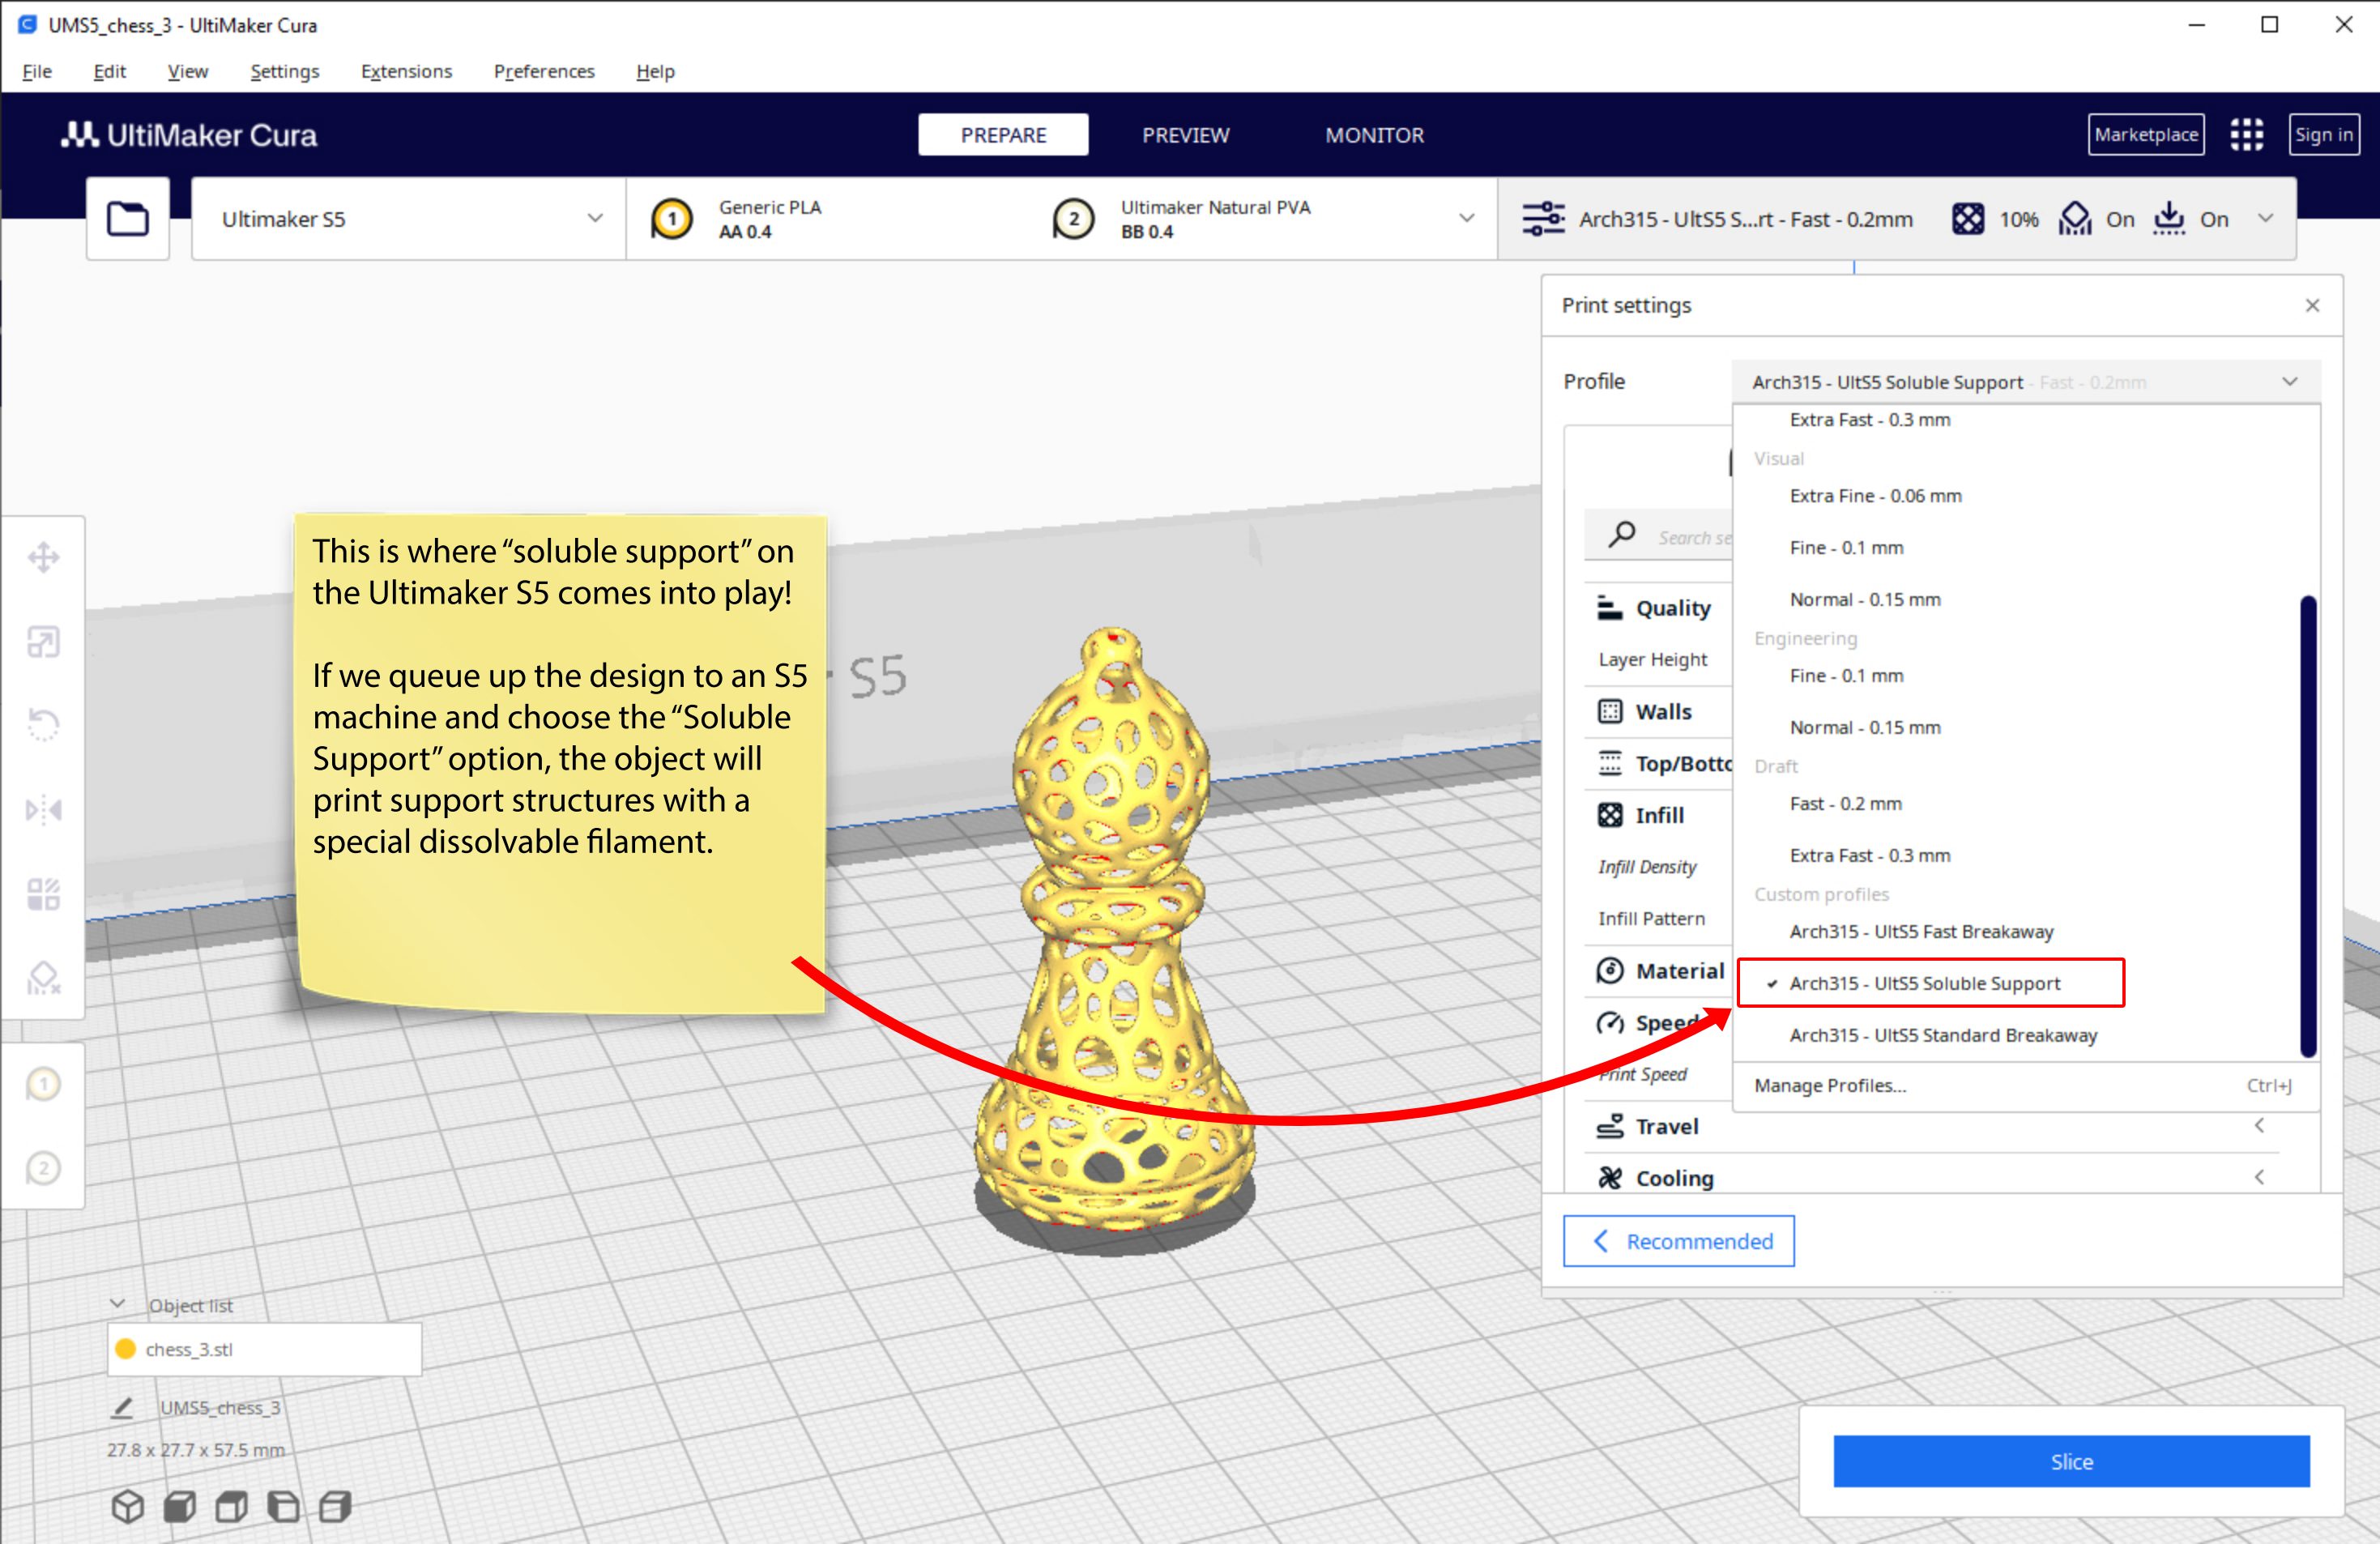 UMS5_chess_3 - UltiMaker Cura
File Edit View Settings Extensions Preferences Help
UltiMaker Cura PREPARE PREVIEW MONITOR Marketplace Sign in
Ultimaker S5
1 Generic PLA
AA 0.4
2 Ultimaker Natural PVA
BB 0.4
Arch315 - UltS5 S...rt - Fast - 0.2mm 10% On On
Print settings
Profile Arch315 - UltS5 Soluble Support - Fast - 0.2mm
Extra Fast - 0.3 mm
Visual
Extra Fine - 0.06 mm
Fine - 0.1 mm
Normal - 0.15 mm
Engineering
Fine - 0.1 mm
Normal - 0.15 mm
Draft
Fast - 0.2 mm
Extra Fast - 0.3 mm
Custom profiles
Arch315 - UltS5 Fast Breakaway
Arch315 - UltS5 Soluble Support
Arch315 - UltS5 Standard Breakaway
Manage Profiles... Ctrl+J
Search se
Quality
Layer Height
Walls
Top/Botto
Infill
Infill Density
Infill Pattern
Material
Speed
Print Speed
Travel
Cooling
Recommended
This is where “soluble support” on
the Ultimaker S5 comes into play!
If we queue up the design to an S5
machine and choose the “Soluble
Support” option, the object will
print support structures with a
special dissolvable filament.
r S5
1
2
Object list
chess_3.stl
UMS5_chess_3
27.8 x 27.7 x 57.5 mm
Slice